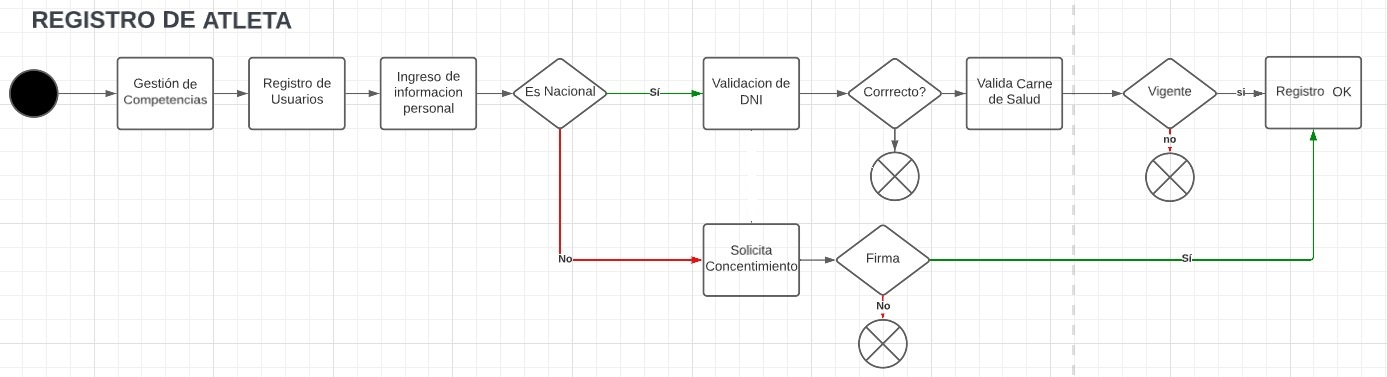 REGISTRO DE ATLETA
Gestión de
Competencias
Registro de
Usuarios
Ingreso de
informacion
personal
Es Nacional
Sí
Validacion de
DNI
Corrrecto?
Valida Carne
de Salud
Vigente
si
Registro OK
no
No
Solicita
Concentimiento
Firma
Sí
No